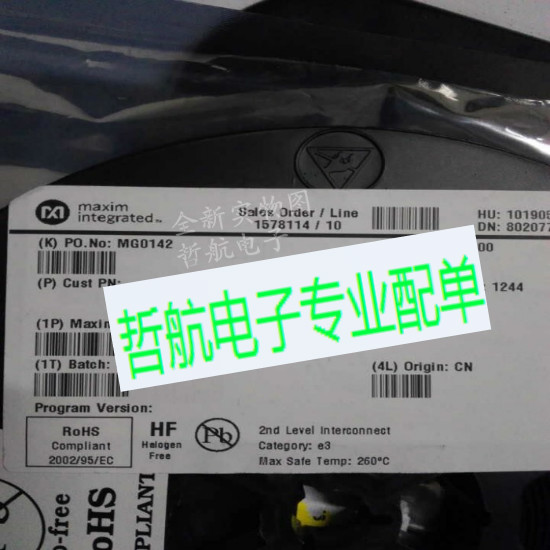 maxim
integrated™
Sales Order / Line
1578114 / 10
HU: 101905
DN: 802077
(K) PO.No: MG0142
00
(P) Cust PN:
1244
(1P) Maxim
(1T) Batch:
(4L) Origin: CN
哲航电子专业配单
全新实物图
哲航电子
Program Version:
RoHS
Compliant
2002/95/EC
HF
Halogen
Free
Pb
2nd Level Interconnect
Category: e3
Max Safe Temp: 260°C
-free
RoHS
MPLIANT